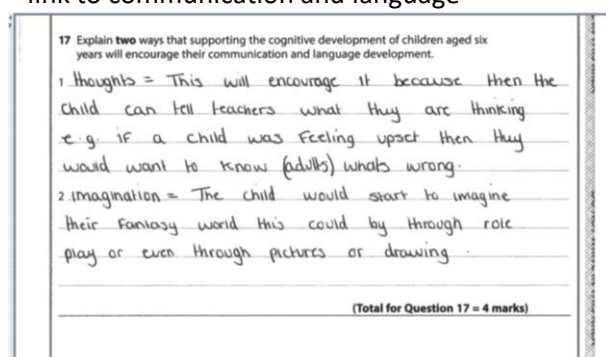 link to communication and language
17 Explain two ways that supporting the cognitive development of children aged six
years will encourage their communication and language development.
1 thoughts = This will encourage it because then the
child can tell teachers what they are thinking
e.g. if a child was feeling upset then they
would want to know (adults) whats wrong.
2 imagination = The child would start to imagine
their fantasy world this could by through role
play or even through pictures or drawing.
(Total for Question 17 = 4 marks)